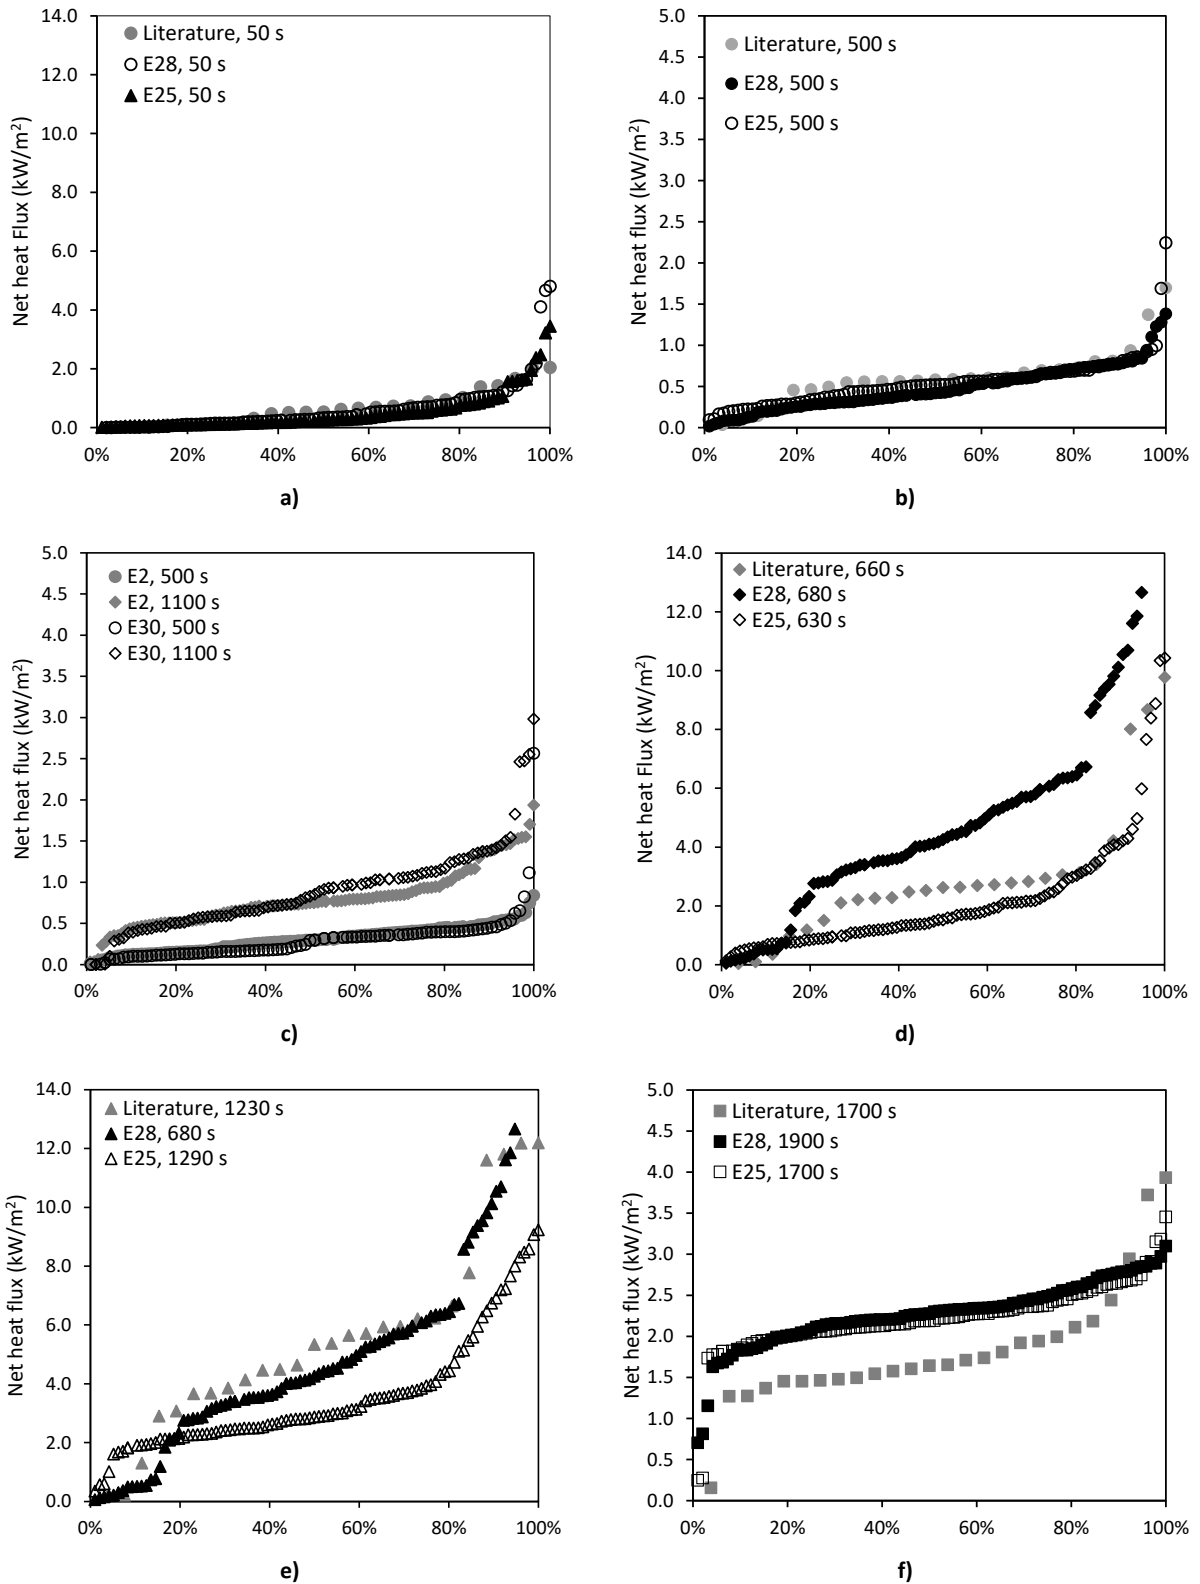 Net heat Flux (kW/m²)
14.0
12.0
10.0
8.0
6.0
4.0
2.0
0.0
Literature, 50 s
E28, 50 s
E25, 50 s
0% 20% 40% 60% 80% 100%
a)
Net heat flux (kW/m²)
5.0
4.5
4.0
3.5
3.0
2.5
2.0
1.5
1.0
0.5
0.0
Literature, 500 s
E28, 500 s
E25, 500 s
0% 20% 40% 60% 80% 100%
b)
Net heat flux (kW/m²)
5.0
4.5
4.0
3.5
3.0
2.5
2.0
1.5
1.0
0.5
0.0
E2, 500 s
E2, 1100 s
E30, 500 s
E30, 1100 s
0% 20% 40% 60% 80% 100%
c)
Net heat Flux (kW/m²)
14.0
12.0
10.0
8.0
6.0
4.0
2.0
0.0
Literature, 660 s
E28, 680 s
E25, 630 s
0% 20% 40% 60% 80% 100%
d)
Net heat flux (kW/m²)
14.0
12.0
10.0
8.0
6.0
4.0
2.0
0.0
Literature, 1230 s
E28, 680 s
E25, 1290 s
0% 20% 40% 60% 80% 100%
e)
Net heat flux (kW/m²)
5.0
4.5
4.0
3.5
3.0
2.5
2.0
1.5
1.0
0.5
0.0
Literature, 1700 s
E28, 1900 s
E25, 1700 s
0% 20% 40% 60% 80% 100%
f)